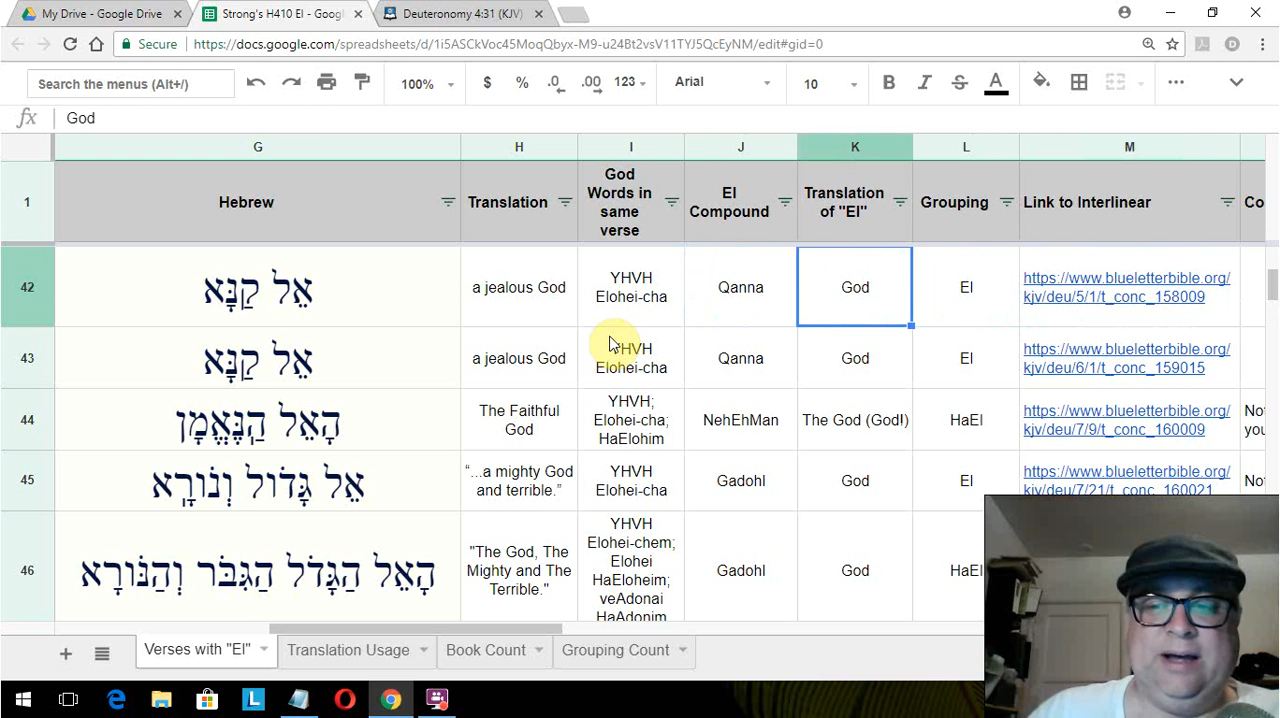 My Drive - Google Drive
Strong's H410 El - Goog
Deuteronomy 4:31 (KJV)
Secure
https://docs.google.com/spreadsheets/d/1i5ASCkVoc45MoqQbyx-M9-u24Bt2vsV11TYJ5QcEyNM/edit#gid=0
Search the menus (Alt+/)
100%
$ % .0 .00 123
Arial
10
B I S A
fx God
G H I J K L M
1
Hebrew
Translation
God
Words in
same
verse
El
Compound
Translation
of "El"
Grouping
Link to Interlinear
Co
42
אֵל קַנָּא
a jealous God
YHVH
Elohei-cha
Qanna
God
El
https://www.blueletterbible.org/
kjv/deu/5/1/t_conc_158009
43
אֵל קַנָּא
a jealous God
YHVH
Elohei-cha
Qanna
God
El
https://www.blueletterbible.org/
kjv/deu/6/1/t_conc_159015
44
הָאֵל הַֽנֶּאֱמָן
The Faithful
God
YHVH;
Elohei-cha;
HaElohim
NehEhMan
The God (God!)
HaEl
https://www.blueletterbible.org/
kjv/deu/7/9/t_conc_160009
No
yo
45
אֵל גָּדוֹל וְנוֹרָֽא
"...a mighty God
and terrible."
YHVH
Elohei-cha
Gadohl
God
El
https://www.blueletterbible.org/
kjv/deu/7/21/t_conc_160021
No
46
הָאֵל הַגָּדֹל הַגִּבֹּר וְהַנּוֹרָא
"The God, The
Mighty and The
Terrible."
YHVH
Elohei-chem;
Elohei
HaEloheim;
veAdonai
HaAdonim
Gadohl
God
HaEl
Verses with "El"
Translation Usage
Book Count
Grouping Count